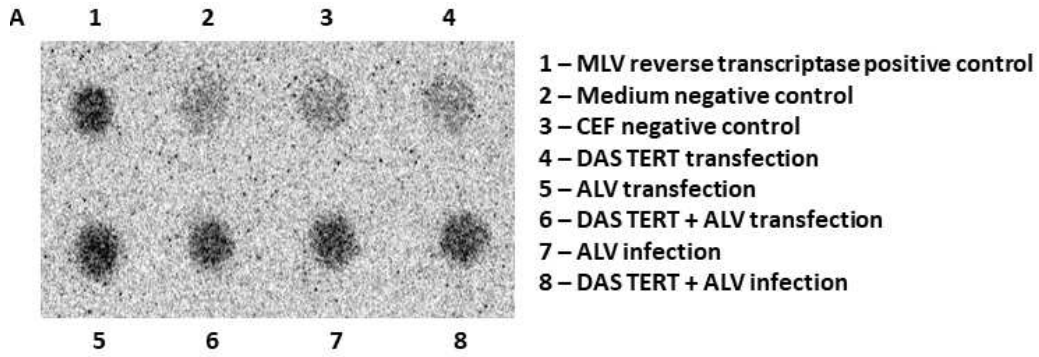 A 1 2 3 4
1 – MLV reverse transcriptase positive control
2 – Medium negative control
3 – CEF negative control
4 – DAS TERT transfection
5 – ALV transfection
6 – DAS TERT + ALV transfection
7 – ALV infection
8 – DAS TERT + ALV infection
5 6 7 8